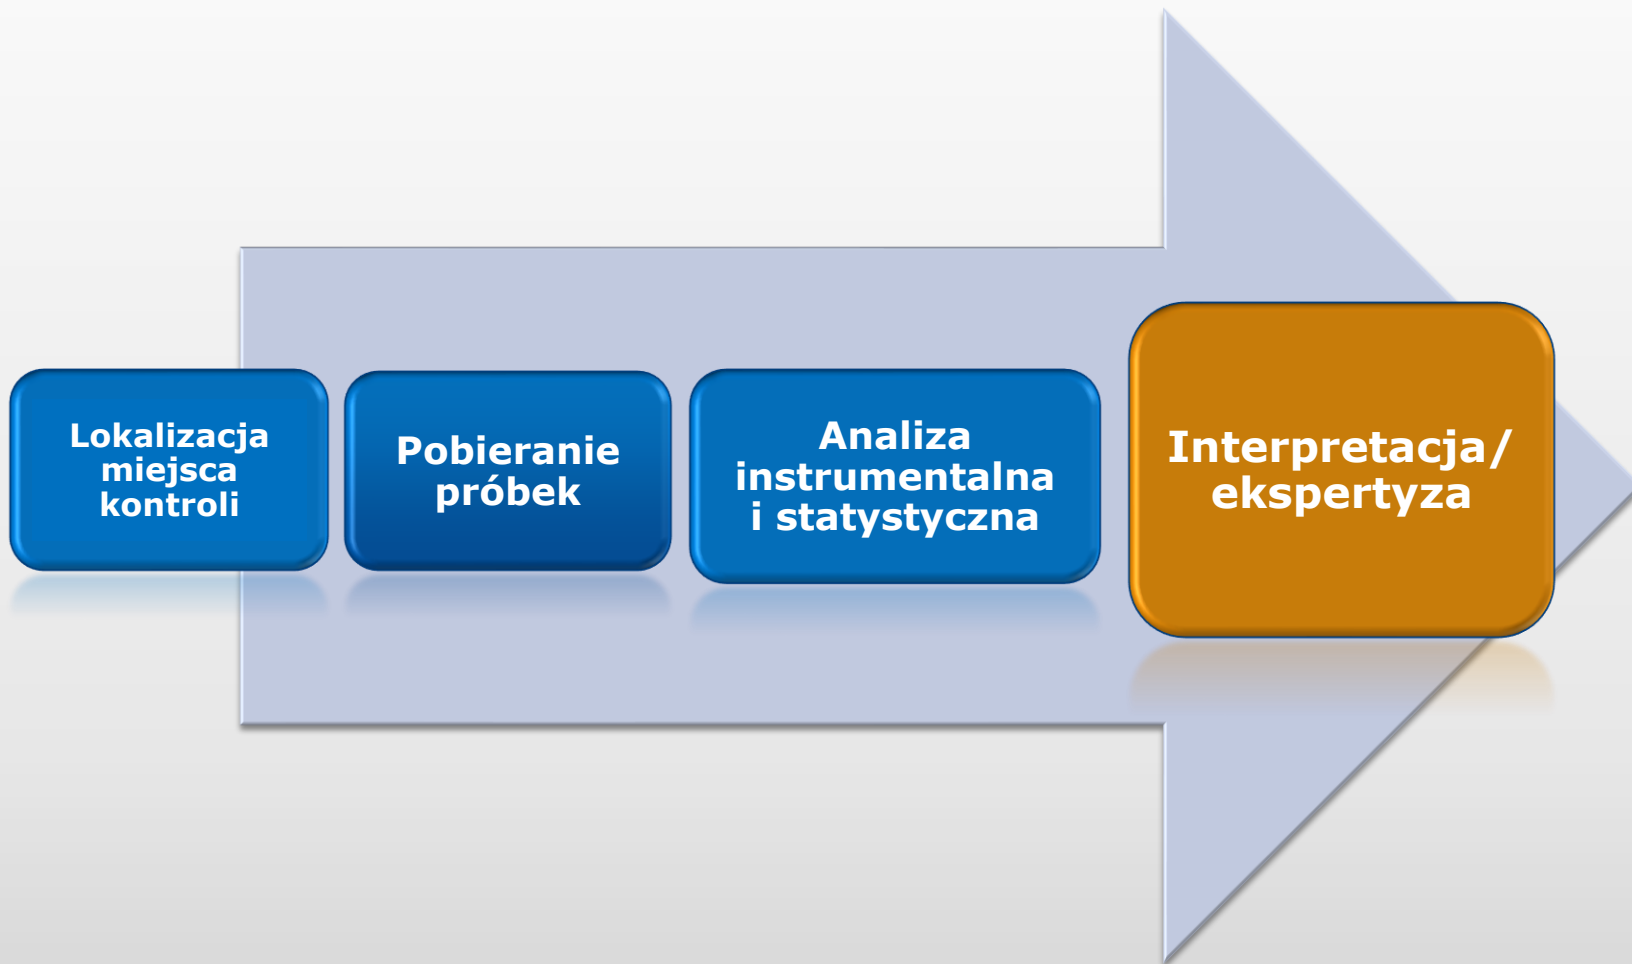 Lokalizacja
miejsca
kontroli
Pobieranie
próbek
Analiza
instrumentalna
i statystyczna
Interpretacja/
ekspertyza